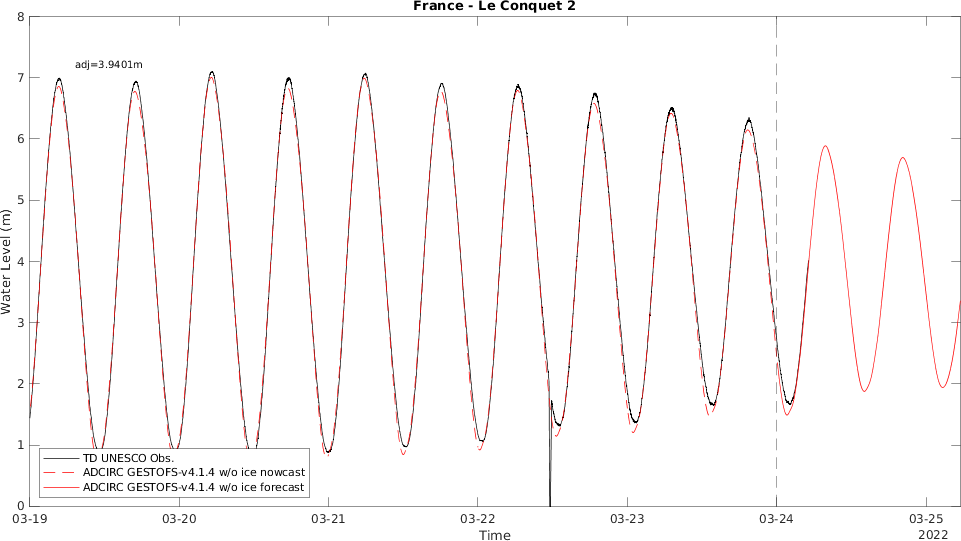 France - Le Conquet 2
8
adj=3.9401m
7
6
5
4
3
2
1
0
Water Level (m)
TD UNESCO Obs.
ADCIRC GESTOFS-v4.1.4 w/o ice nowcast
ADCIRC GESTOFS-v4.1.4 w/o ice forecast
03-19 03-20 03-21 03-22 03-23 03-24 03-25
Time 2022